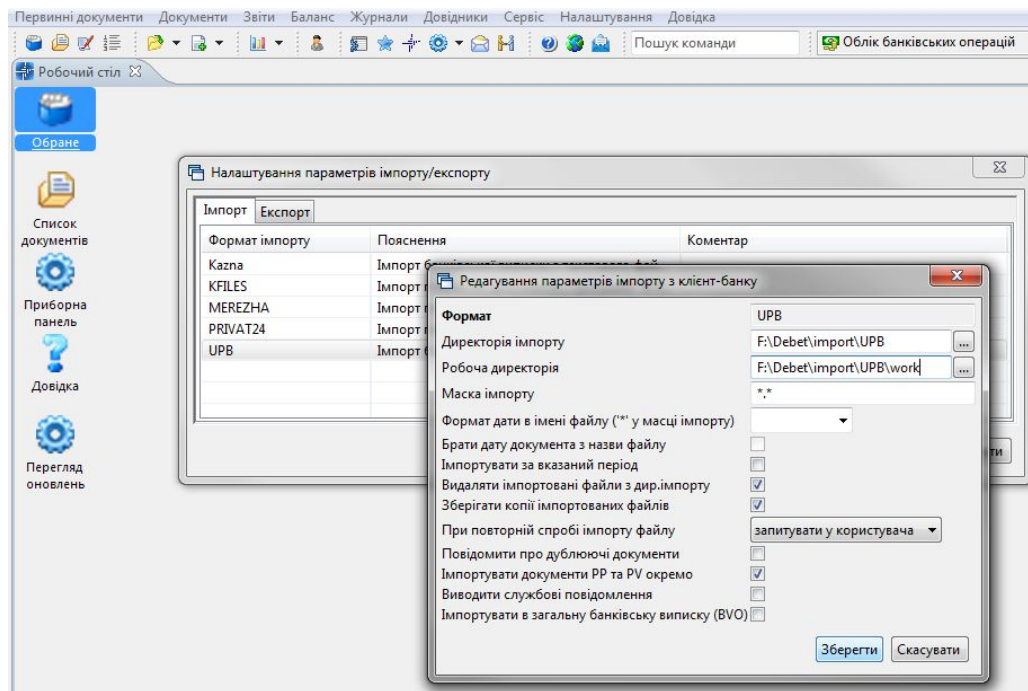 Первинні документи Документи Звіти Баланс Журнали Довідники Сервіс Налаштування Довідка
Пошук команди Облік банківських операцій
Робочий стіл
Обране
Список
документів
Приборна
панель
Довідка
Перегляд
оновлень
Налаштування параметрів імпорту/експорту
Імпорт Експорт
Формат імпорту Пояснення Коментар
Kazna Імпорт
KFILES Імпорт
MEREZHA Імпорт
PRIVAT24 Імпорт
UPB Імпорт
Редагування параметрів імпорту з клієнт-банку
Формат UPB
Директорія імпорту F:\Debet\import\UPB ...
Робоча директорія F:\Debet\import\UPB\work ...
Маска імпорту *.*
Формат дати в імені файлу ('*' у масці імпорту)
Брати дату документа з назви файлу
Імпортувати за вказаний період
Видаляти імпортовані файли з дир.імпорту
Зберігати копії імпортованих файлів
При повторній спробі імпорту файлу запитувати у користувача
Повідомити про дублюючі документи
Імпортувати документи PP та PV окремо
Виводити службові повідомлення
Імпортувати в загальну банківську виписку (BVO)
Зберегти Скасувати